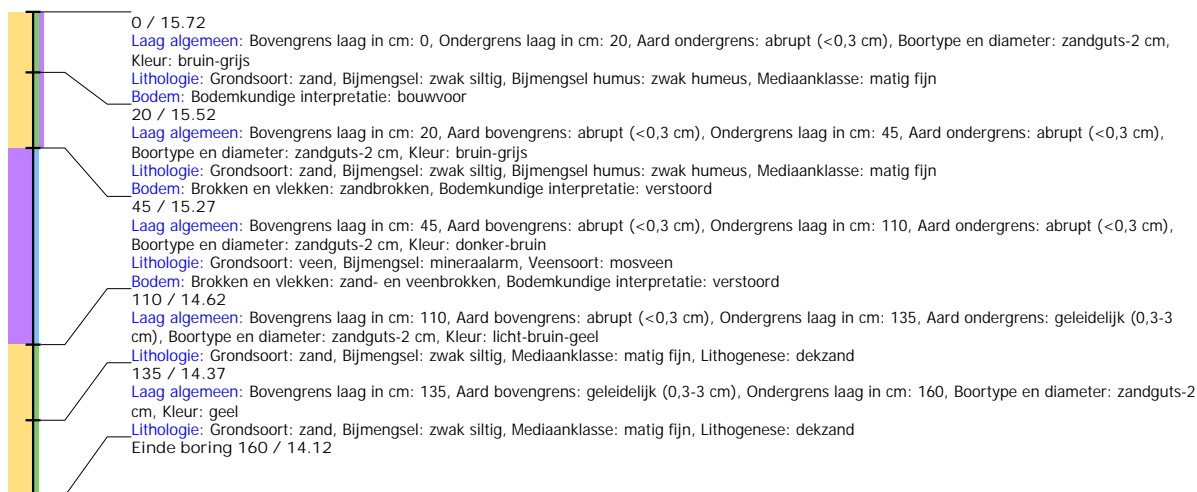 0 / 15.72
Laag algemeen: Bovengrens laag in cm: 0, Ondergrens laag in cm: 20, Aard ondergrens: abrupt (<0,3 cm), Boortype en diameter: zandguts-2 cm,
Kleur: bruin-grijs
Lithologie: Grondsoort: zand, Bijmengsel: zwak siltig, Bijmengsel humus: zwak humeus, Mediaanklasse: matig fijn
Bodem: Bodemkundige interpretatie: bouwvoor
20 / 15.52
Laag algemeen: Bovengrens laag in cm: 20, Aard bovengrens: abrupt (<0,3 cm), Ondergrens laag in cm: 45, Aard ondergrens: abrupt (<0,3 cm),
Boortype en diameter: zandguts-2 cm, Kleur: bruin-grijs
Lithologie: Grondsoort: zand, Bijmengsel: zwak siltig, Bijmengsel humus: zwak humeus, Mediaanklasse: matig fijn
Bodem: Brokken en vlekken: zandbrokken, Bodemkundige interpretatie: verstoord
45 / 15.27
Laag algemeen: Bovengrens laag in cm: 45, Aard bovengrens: abrupt (<0,3 cm), Ondergrens laag in cm: 110, Aard ondergrens: abrupt (<0,3 cm),
Boortype en diameter: zandguts-2 cm, Kleur: donker-bruin
Lithologie: Grondsoort: veen, Bijmengsel: mineraalarm, Veensoort: mosveen
Bodem: Brokken en vlekken: zand- en veenbrokken, Bodemkundige interpretatie: verstoord
110 / 14.62
Laag algemeen: Bovengrens laag in cm: 110, Aard bovengrens: abrupt (<0,3 cm), Ondergrens laag in cm: 135, Aard ondergrens: geleidelijk (0,3-3
cm), Boortype en diameter: zandguts-2 cm, Kleur: licht-bruin-geel
Lithologie: Grondsoort: zand, Bijmengsel: zwak siltig, Mediaanklasse: matig fijn, Lithogenese: dekzand
135 / 14.37
Laag algemeen: Bovengrens laag in cm: 135, Aard bovengrens: geleidelijk (0,3-3 cm), Ondergrens laag in cm: 160, Boortype en diameter: zandguts-2
cm, Kleur: geel
Lithologie: Grondsoort: zand, Bijmengsel: zwak siltig, Mediaanklasse: matig fijn, Lithogenese: dekzand
Einde boring 160 / 14.12